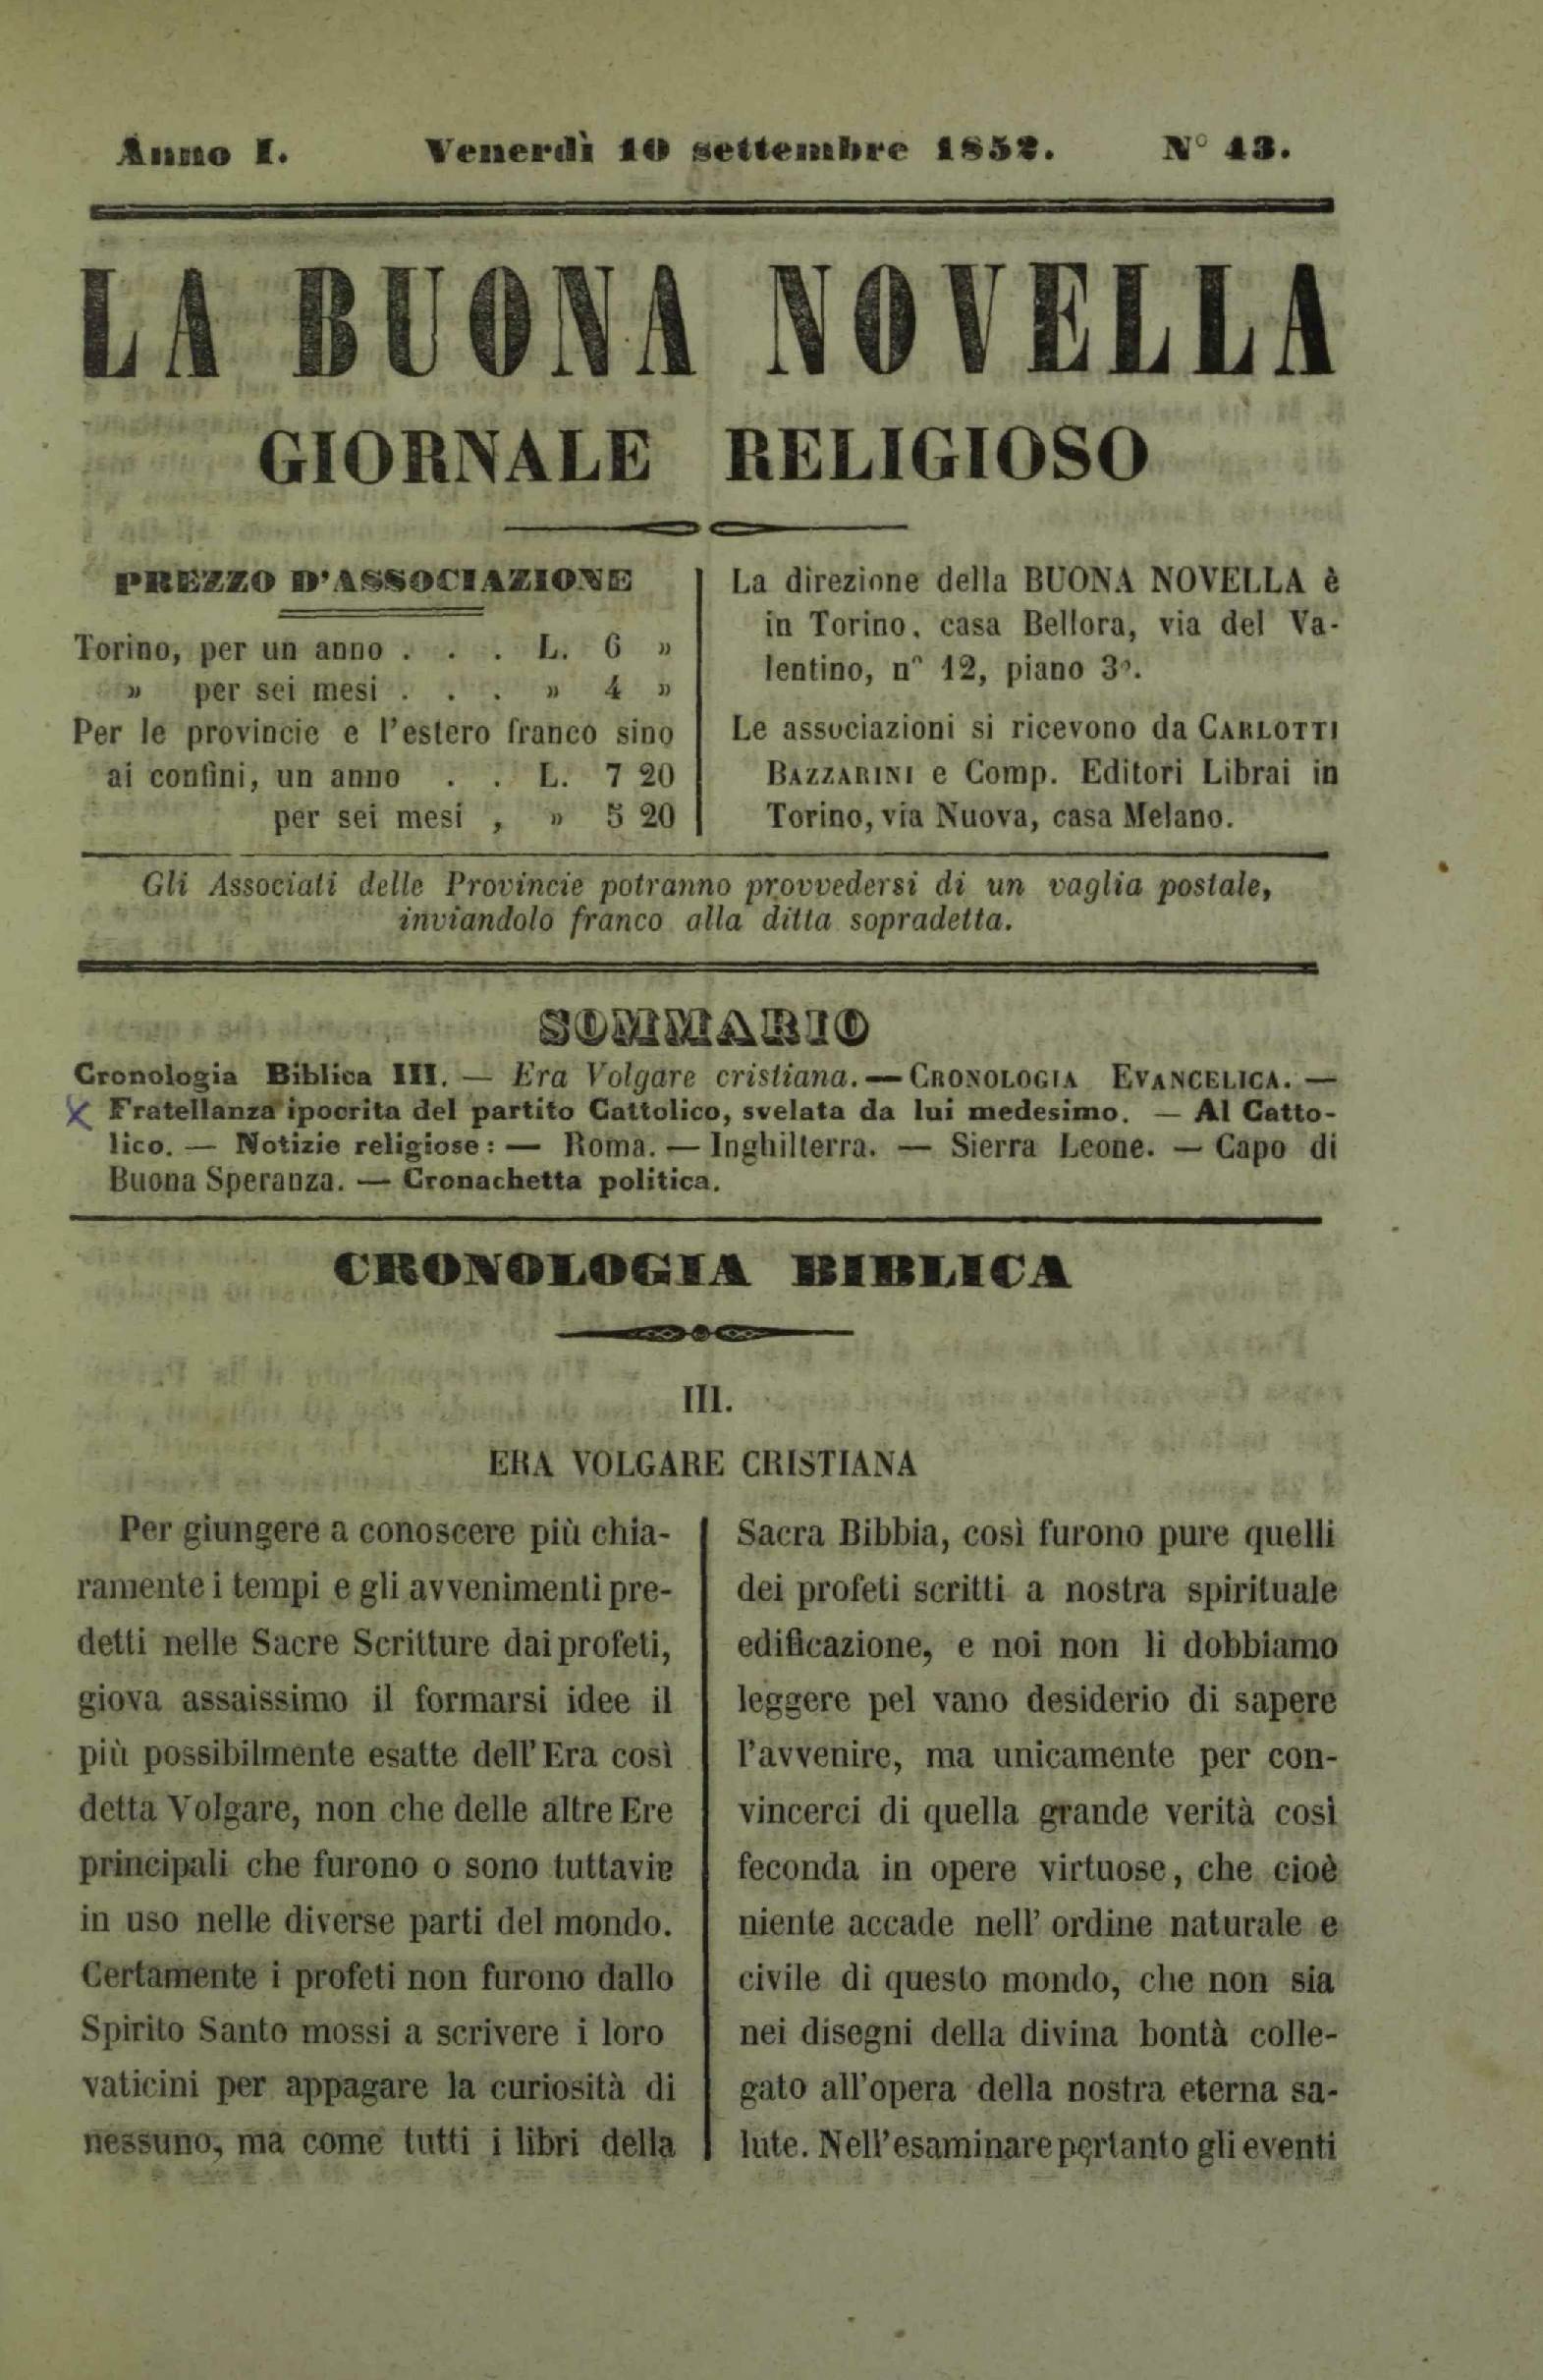 Anno I. Venerdì 10 settembre 1852. N° 43.
LA BUONA NOVELLA
GIORNALE RELIGIOSO
PREZZO D'ASSOCIAZIONE
Torino, per un anno . . . L. 6 »
» per sei mesi . . . » 4 »
Per le provincie e l'estero franco sino
ai confini, un anno . . L. 7 20
per sei mesi , » 5 20
La direzione della BUONA NOVELLA è
in Torino, casa Bellora, via del Va-
lentino, n° 12, piano 3°.
Le associazioni si ricevono da CARLOTTI
BAZZARINI e Comp. Editori Librai in
Torino, via Nuova, casa Melano.
Gli Associati delle Provincie potranno provvedersi di un vaglia postale,
inviandolo franco alla ditta sopradetta.
SOMMARIO
Cronologia Biblica III. — Era Volgare cristiana. — CRONOLOGIA EVANCELICA. —
Fratellanza ipocrita del partito Cattolico, svelata da lui medesimo. — Al Catto-
lico. — Notizie religiose: — Roma. — Inghilterra. — Sierra Leone. — Capo di
Buona Speranza. — Cronachetta politica.
CRONOLOGIA BIBLICA
III.
ERA VOLGARE CRISTIANA
Per giungere a conoscere più chia-
ramente i tempi e gli avvenimenti pre-
detti nelle Sacre Scritture dai profeti,
giova assaissimo il formarsi idee il
più possibilmente esatte dell'Era così
detta Volgare, non che delle altre Ere
principali che furono o sono tuttavie
in uso nelle diverse parti del mondo.
Certamente i profeti non furono dallo
Spirito Santo mossi a scrivere i loro
vaticini per appagare la curiosità di
nessuno, ma come tutti i libri della
Sacra Bibbia, così furono pure quelli
dei profeti scritti a nostra spirituale
edificazione, e noi non li dobbiamo
leggere pel vano desiderio di sapere
l'avvenire, ma unicamente per con-
vincerci di quella grande verità così
feconda in opere virtuose, che cioè
niente accade nell' ordine naturale e
civile di questo mondo, che non sia
nei disegni della divina bontà colle-
gato all'opera della nostra eterna sa-
lute. Nell'esaminare pertanto gli eventi